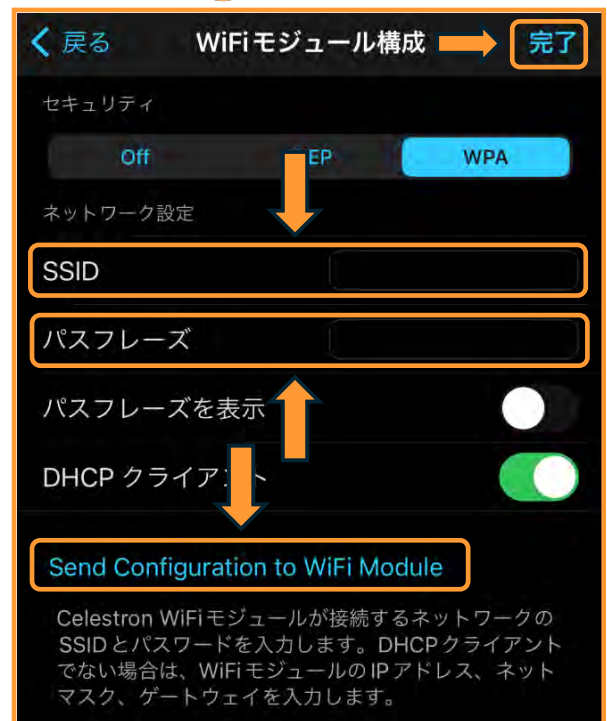 戻る WiFiモジュール構成 完了
セキュリティ
Off EP WPA
ネットワーク設定
SSID
パスフレーズ
パスフレーズを表示
DHCP クライア ト
Send Configuration to WiFi Module
Celestron WiFiモジュールが接続するネットワークの
SSIDとパスワードを入力します。DHCPクライアント
でない場合は、WiFiモジュールのIPアドレス、ネット
マスク、ゲートウェイを入力します。